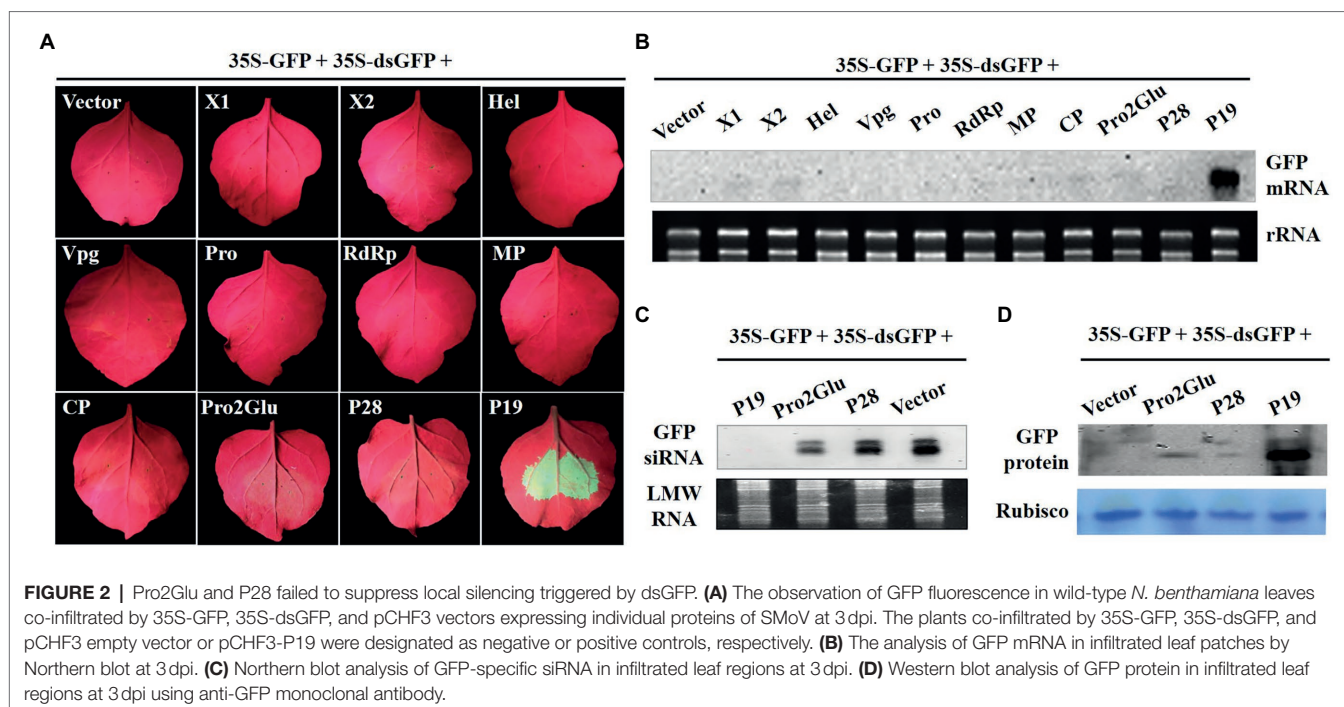 A
35S-GFP + 35S-dsGFP +
Vector X1 X2 Hel
Vpg Pro RdRp MP
CP Pro2Glu P28 P19
B
35S-GFP + 35S-dsGFP +
Vector X1 X2 Hel Vpg Pro RdRp MP CP Pro2Glu P28 P19
GFP
mRNA
rRNA
C
35S-GFP + 35S-dsGFP +
P19 Pro2Glu P28 Vector
GFP
siRNA
LMW
RNA
D
35S-GFP + 35S-dsGFP +
Vector Pro2Glu P28 P19
GFP
protein
Rubisco
FIGURE 2 | Pro2Glu and P28 failed to suppress local silencing triggered by dsGFP. (A) The observation of GFP fluorescence in wild-type N. benthamiana leaves
co-infiltrated by 35S-GFP, 35S-dsGFP, and pCHF3 vectors expressing individual proteins of SMoV at 3 dpi. The plants co-infiltrated by 35S-GFP, 35S-dsGFP, and
pCHF3 empty vector or pCHF3-P19 were designated as negative or positive controls, respectively. (B) The analysis of GFP mRNA in infiltrated leaf patches by
Northern blot at 3 dpi. (C) Northern blot analysis of GFP-specific siRNA in infiltrated leaf regions at 3 dpi. (D) Western blot analysis of GFP protein in infiltrated leaf
regions at 3 dpi using anti-GFP monoclonal antibody.